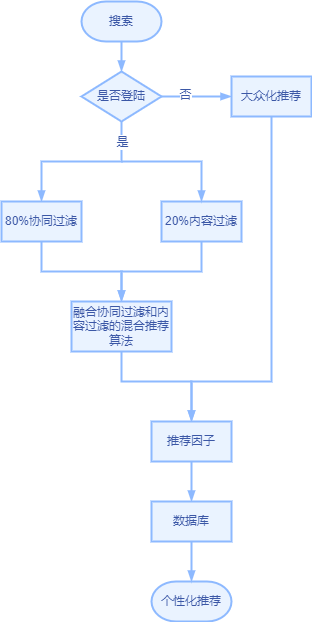 搜索
是否登陆
否
大众化推荐
是
80%协同过滤
20%内容过滤
融合协同过滤和内
容过滤的混合推荐
算法
推荐因子
数据库
个性化推荐